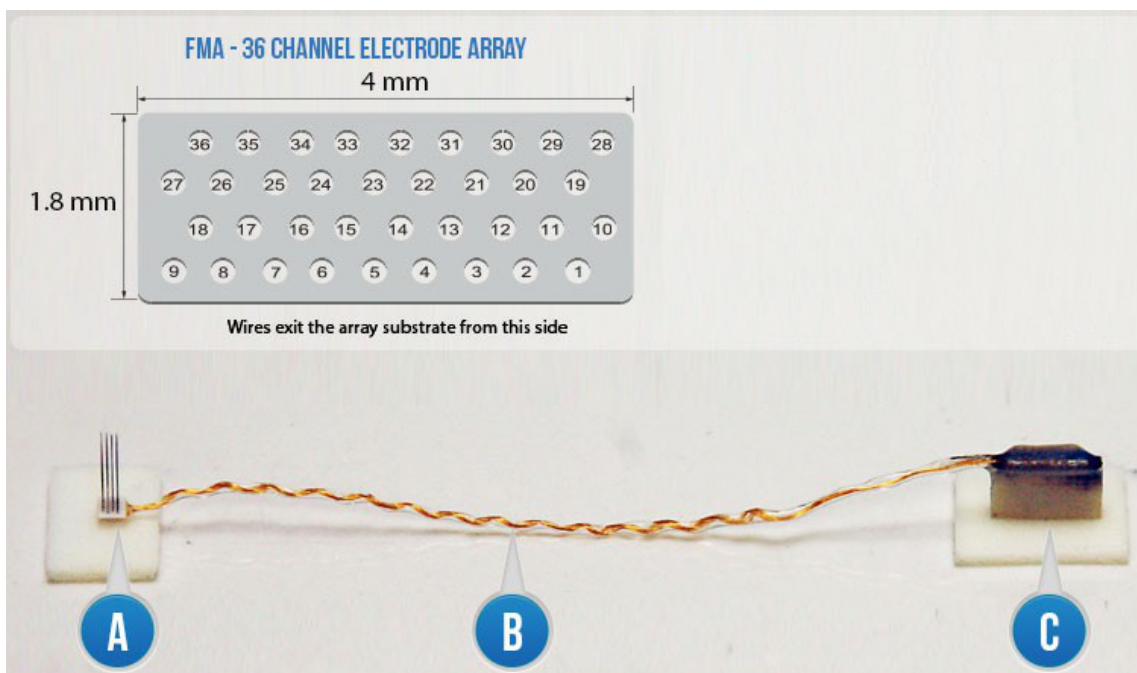 FMA - 36 CHANNEL ELECTRODE ARRAY
4 mm
1.8 mm
36 35 34 33 32 31 30 29 28
27 26 25 24 23 22 21 20 19
18 17 16 15 14 13 12 11 10
9 8 7 6 5 4 3 2 1
Wires exit the array substrate from this side
A B C